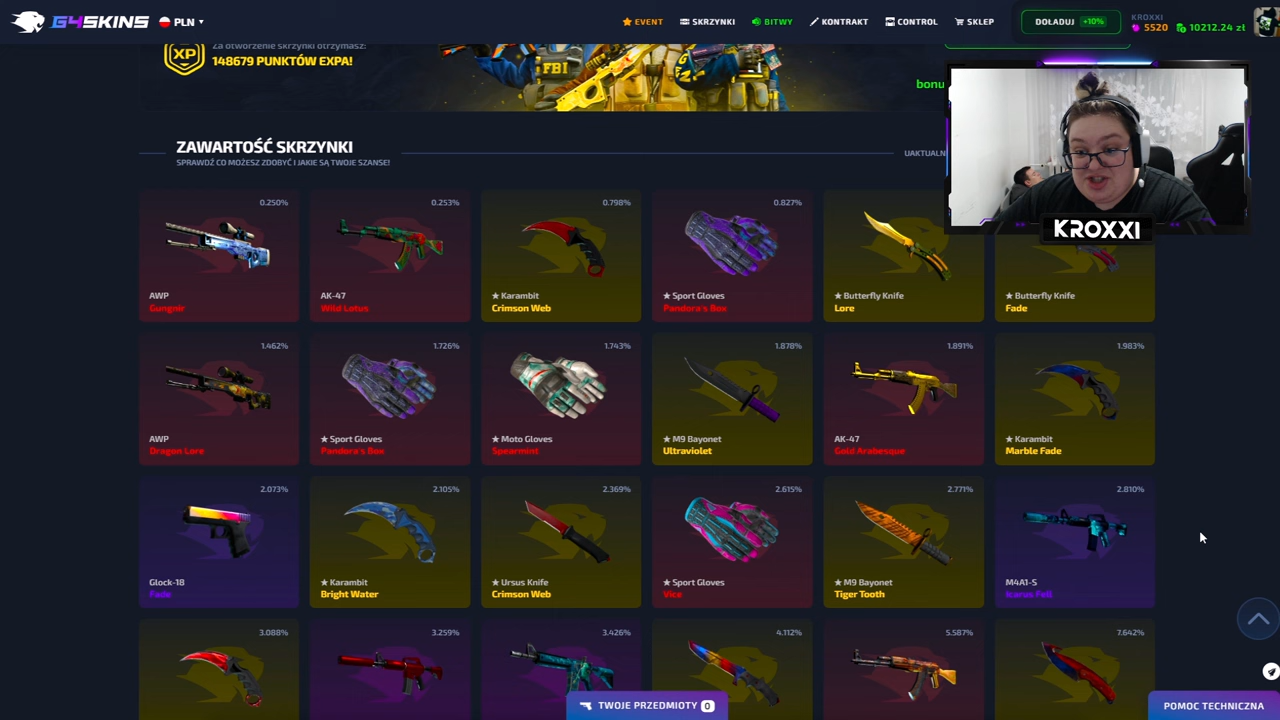 G4SKINS
PLN
EVENT
SKRZYNKI
BITWY
KONTRAKT
CONTROL
SKLEP
DOŁADUJ +10%
KROXXI
5520
10212.24 zł
XP
Za otworzenie skrzynki otrzymasz:
148679 PUNKTÓW EXPA!
FBI
bonu
ZAWARTOŚĆ SKRZYNKI
SPRAWDŹ CO MOŻESZ ZDOBYĆ I JAKIE SĄ TWOJE SZANSE!
UAKTUALN
KROXXI
0.250%
AWP
Gungnir
0.253%
AK-47
Wild Lotus
0.798%
★ Karambit
Crimson Web
0.827%
★ Sport Gloves
Pandora's Box
★ Butterfly Knife
Lore
★ Butterfly Knife
Fade
1.462%
AWP
Dragon Lore
1.726%
★ Sport Gloves
Pandora's Box
1.743%
★ Moto Gloves
Spearmint
1.878%
★ M9 Bayonet
Ultraviolet
1.891%
AK-47
Gold Arabesque
1.983%
★ Karambit
Marble Fade
2.073%
Glock-18
Fade
2.105%
★ Karambit
Bright Water
2.369%
★ Ursus Knife
Crimson Web
2.615%
★ Sport Gloves
Vice
2.771%
★ M9 Bayonet
Tiger Tooth
2.810%
M4A1-S
Icarus Fell
3.088%
3.259%
3.426%
4.112%
5.587%
7.642%
TWOJE PRZEDMIOTY 0
POMOC TECHNICZNA